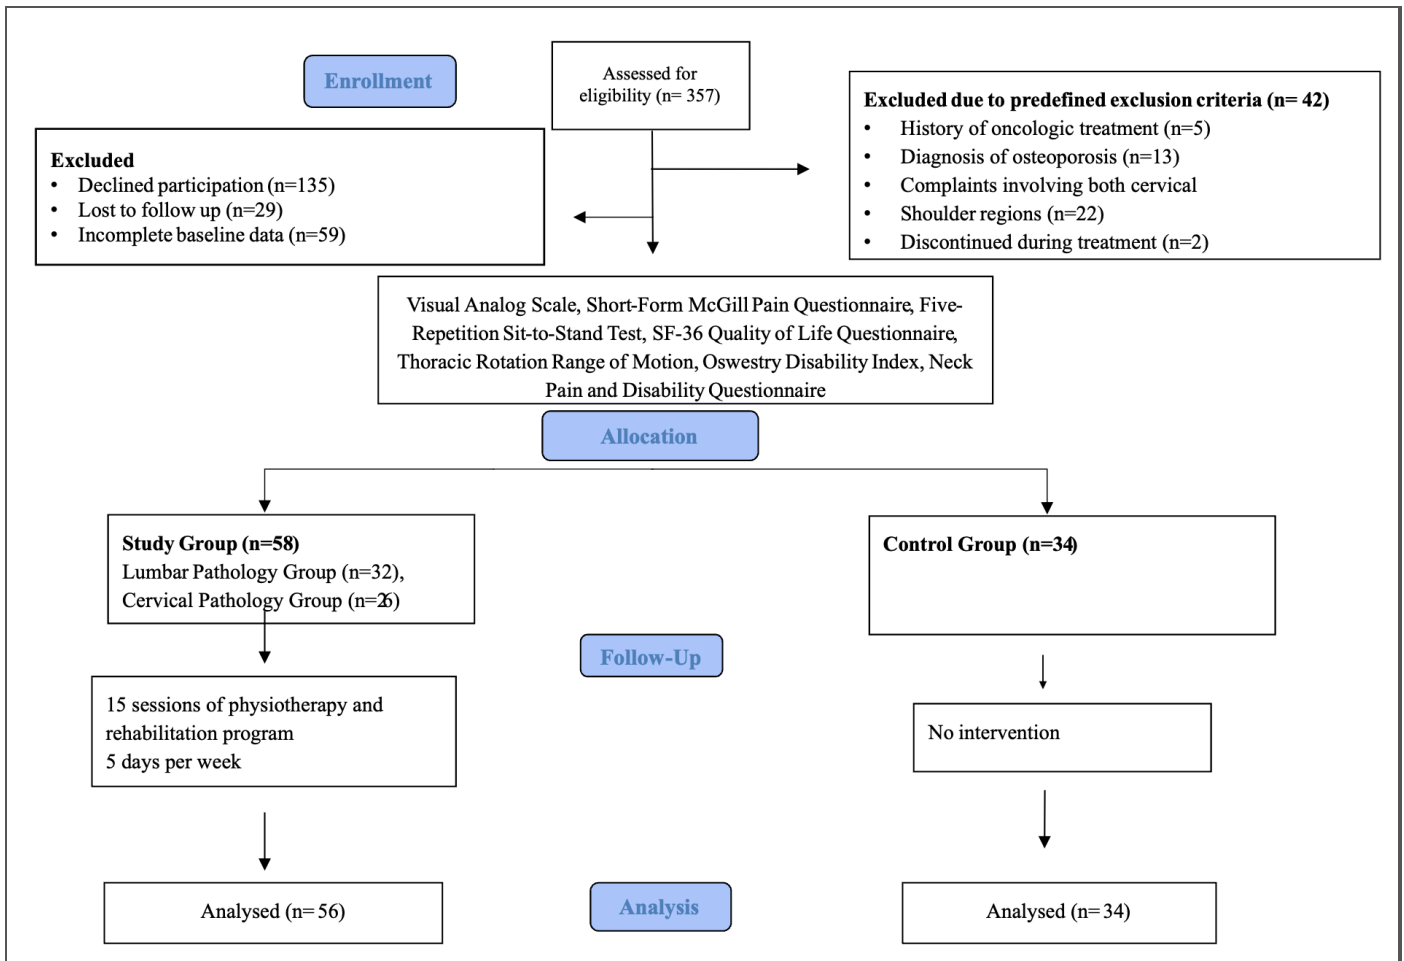 Enrollment
Assessed for
eligibility (n= 357)
Excluded due to predefined exclusion criteria (n= 42)
• History of oncologic treatment (n=5)
• Diagnosis of osteoporosis (n=13)
• Complaints involving both cervical
• Shoulder regions (n=22)
• Discontinued during treatment (n=2)
Excluded
• Declined participation (n=135)
• Lost to follow up (n=29)
• Incomplete baseline data (n=59)
Visual Analog Scale, Short-Form McGill Pain Questionnaire, Five-
Repetition Sit-to-Stand Test, SF-36 Quality of Life Questionnaire,
Thoracic Rotation Range of Motion, Oswestry Disability Index, Neck
Pain and Disability Questionnaire
Allocation
Study Group (n=58)
Lumbar Pathology Group (n=32),
Cervical Pathology Group (n=26)
Control Group (n=34)
Follow-Up
15 sessions of physiotherapy and
rehabilitation program
5 days per week
No intervention
Analysed (n= 56)
Analysis
Analysed (n= 34)